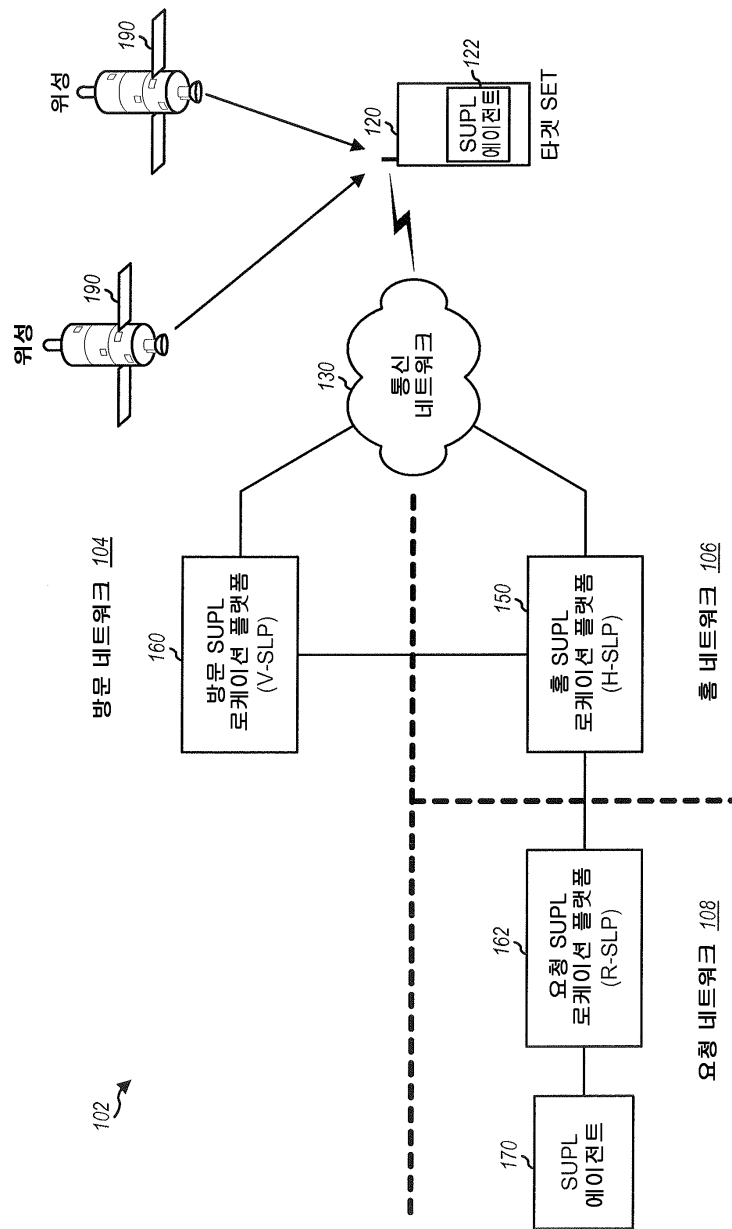 102
방문 네트워크 104
위성
190
위성
190
160
방문 SUPL
로케이션 플랫폼
(V-SLP)
130
통신
네트워크
120
SUPL
에이전트
122
타겟 SET
170
SUPL
에이전트
162
요청 SUPL
로케이션 플랫폼
(R-SLP)
150
홈 SUPL
로케이션 플랫폼
(H-SLP)
요청 네트워크 108
홈 네트워크 106